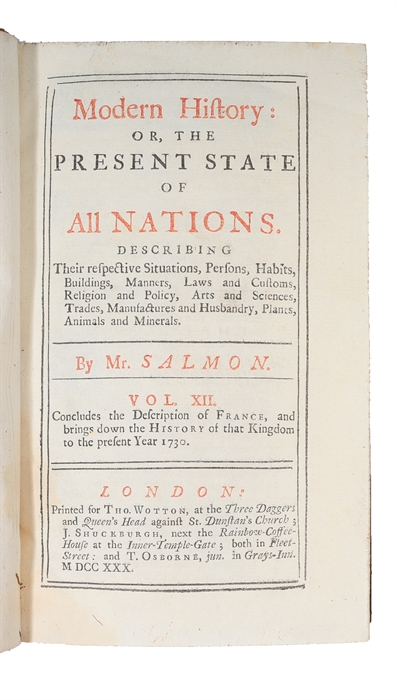 Modern Hiſtory:
OR, THE
PRESENT STATE
OF
All NATIONS.
DESCRIBING
Their reſpective Situations, Perſons, Habits,
Buildings, Manners, Laws and Cuſtoms,
Religion and Policy, Arts and Sciences,
Trades, Manufactures and Husbandry, Plants,
Animals and Minerals.
By Mr. SALMON.
VOL. XII.
Concludes the Deſcription of FRANCE, and
brings down the HISTORY of that Kingdom
to the preſent Year 1730.
LONDON:
Printed for THO. WOTTON, at the Three Daggers
and Queen's Head againſt St. Dunſtan's Church;
J. SHUCKBURGH, next the Rainbow-Coffee-
Houſe at the Inner-Temple-Gate; both in Fleet-
Street: and T. OSBORNE, jun. in Grays-Inn.
M DCC XXX.